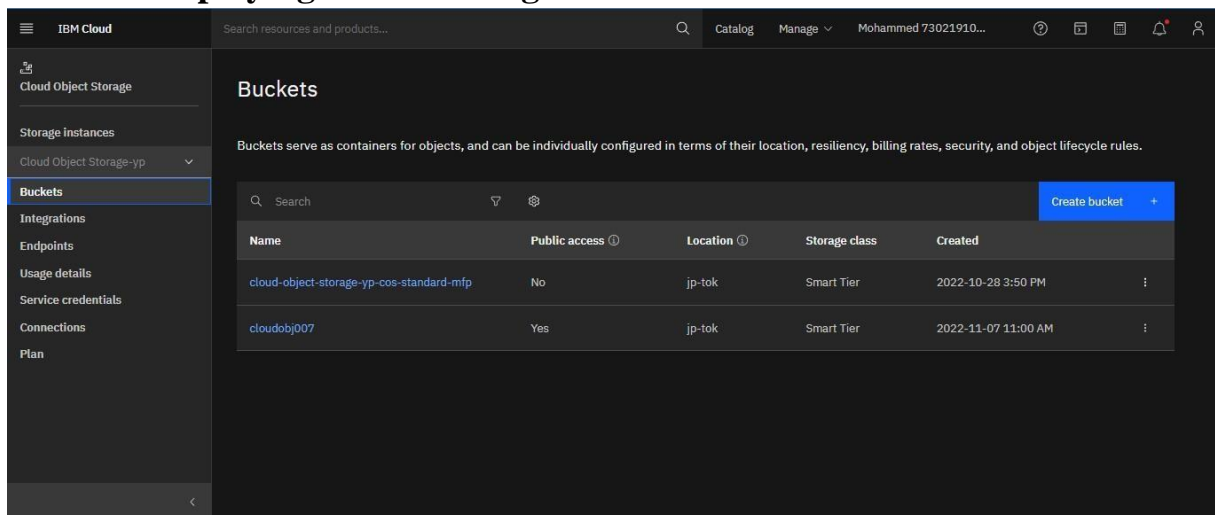 IBM Cloud
Search resources and products...
Catalog
Manage
Mohammed 73021910...
Cloud Object Storage
Storage instances
Cloud Object Storage-yp
Buckets
Integrations
Endpoints
Usage details
Service credentials
Connections
Plan
Buckets
Buckets serve as containers for objects, and can be individually configured in terms of their location, resiliency, billing rates, security, and object lifecycle rules.
Search
Create bucket +
Name Public access Location Storage class Created
cloud-object-storage-yp-cos-standard-mfp No jp-tok Smart Tier 2022-10-28 3:50 PM
cloudobj007 Yes jp-tok Smart Tier 2022-11-07 11:00 AM